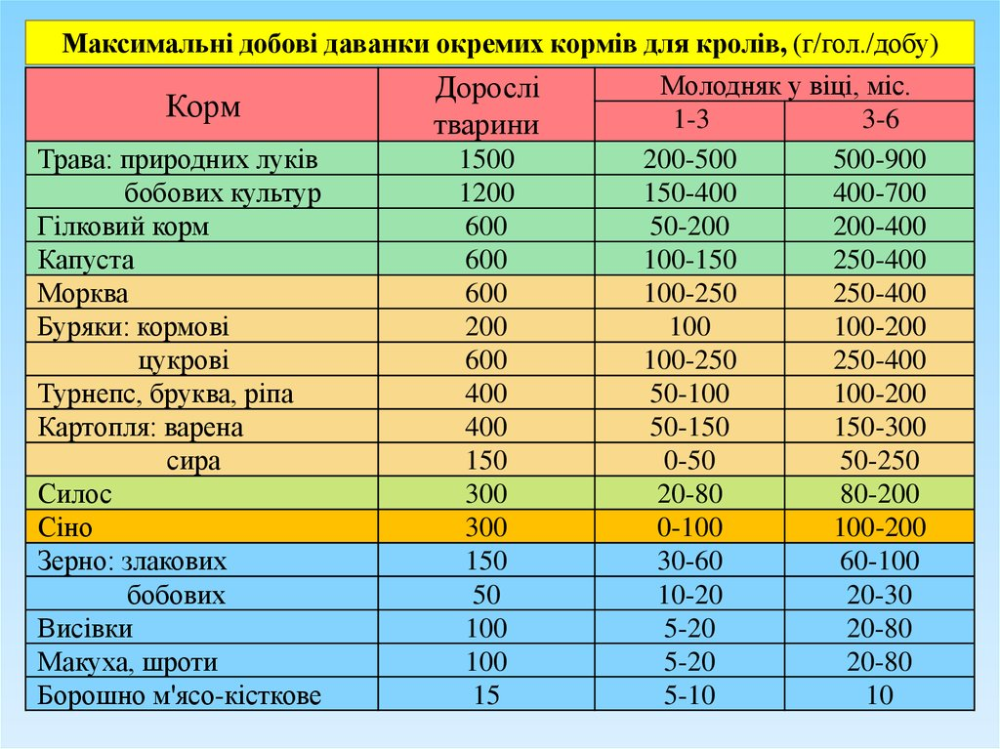 Максимальні добові даванки окремих кормів для кролів, (г/гол./добу)
Корм Дорослі тварини Молодняк у віці, міс.
1-3 3-6
Трава: природних луків 1500 200-500 500-900
бобових культур 1200 150-400 400-700
Гілковий корм 600 50-200 200-400
Капуста 600 100-150 250-400
Морква 600 100-250 250-400
Буряки: кормові 200 100 100-200
цукрові 600 100-250 250-400
Турнепс, бруква, ріпа 400 50-100 100-200
Картопля: варена 400 50-150 150-300
сира 150 0-50 50-250
Силос 300 20-80 80-200
Сіно 300 0-100 100-200
Зерно: злакових 150 30-60 60-100
бобових 50 10-20 20-30
Висівки 100 5-20 20-80
Макуха, шроти 100 5-20 20-80
Борошно м'ясо-кісткове 15 5-10 10